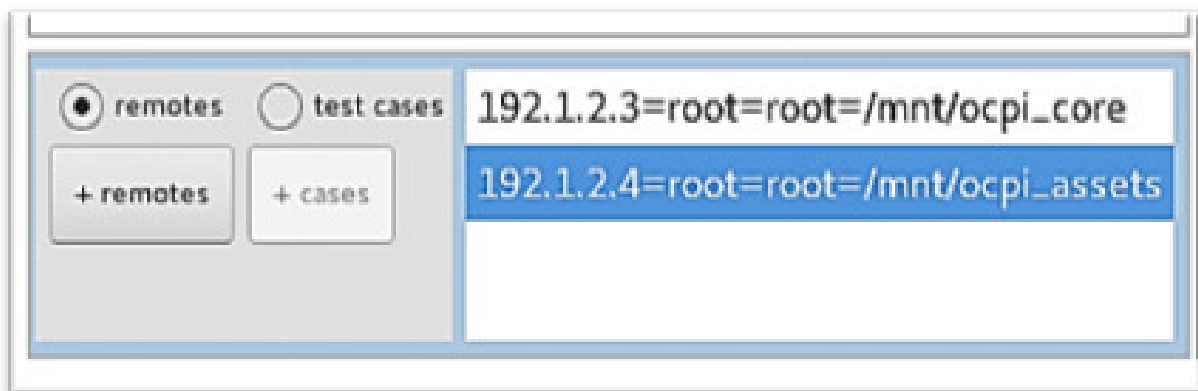 remotes test cases
+ remotes + cases
192.1.2.3=root=root=/mnt/ocpi_core
192.1.2.4=root=root=/mnt/ocpi_assets